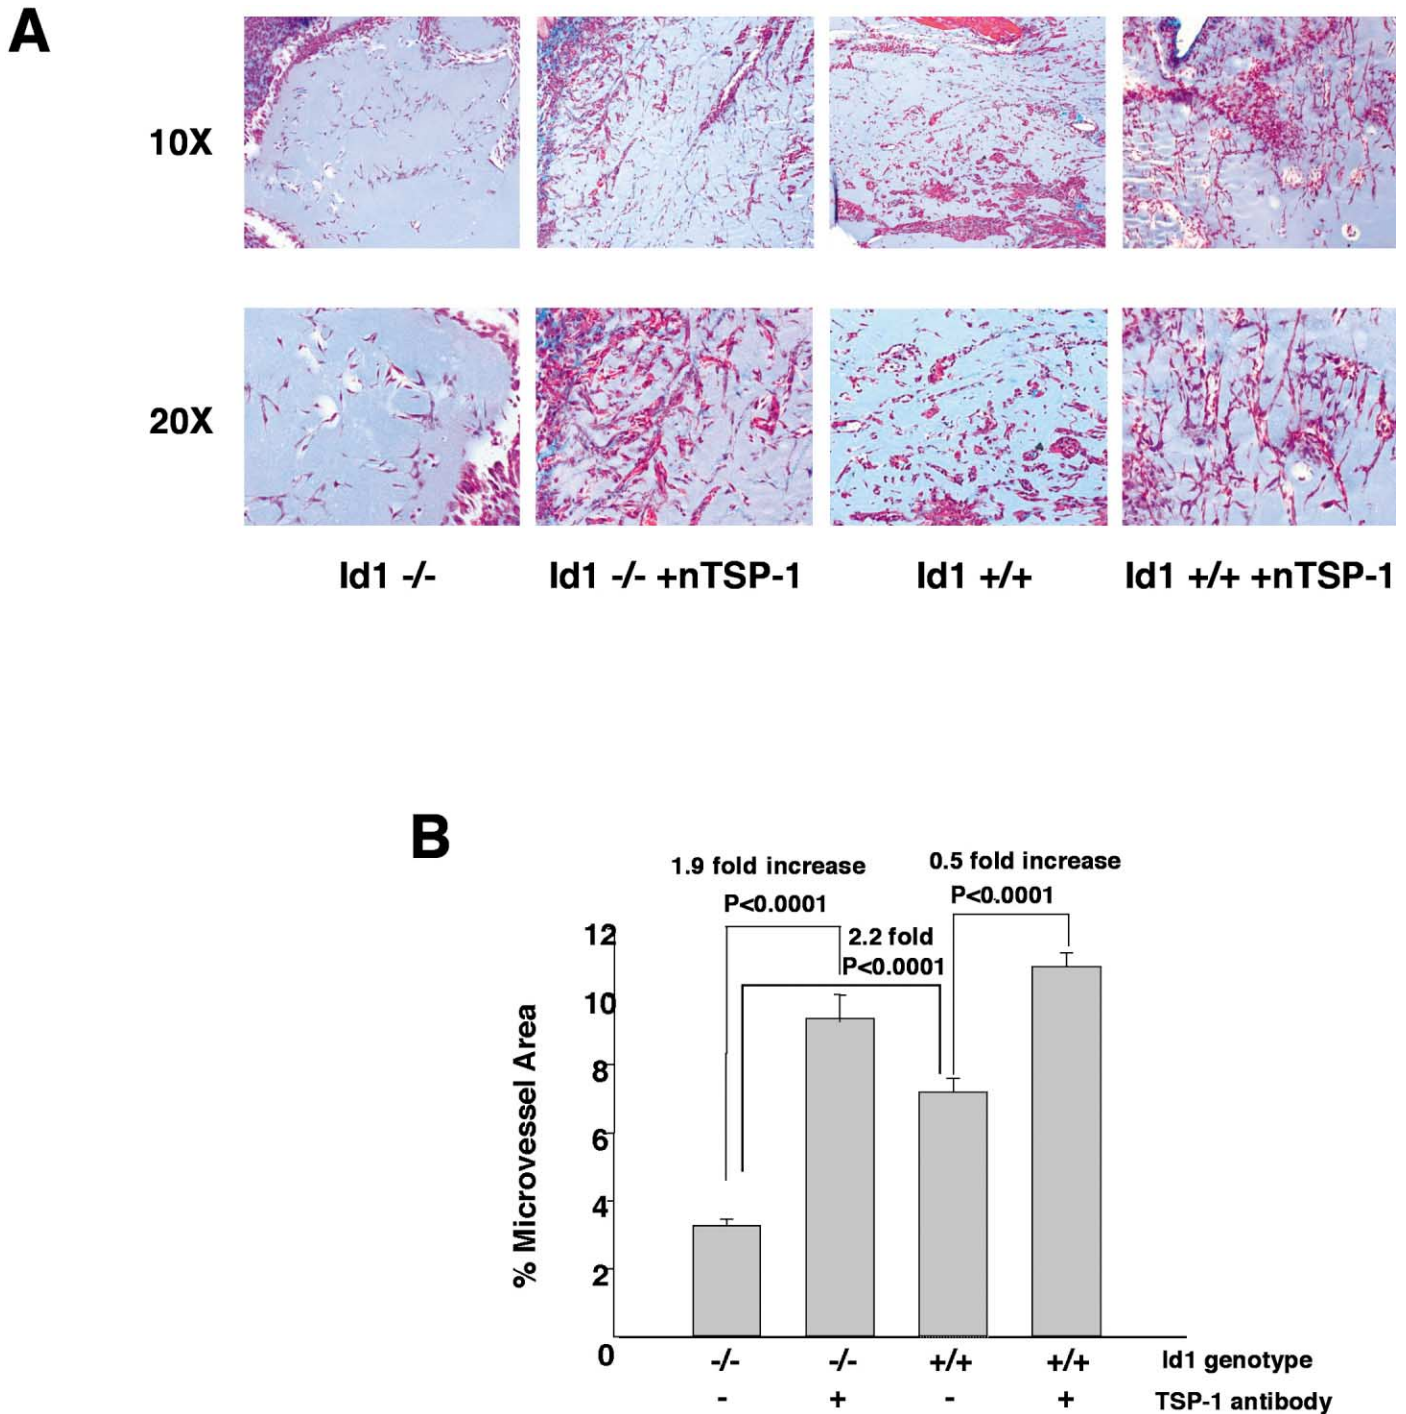 A
10X
20X
Id1 -/-
Id1 -/- +nTSP-1
Id1 +/+
Id1 +/+ +nTSP-1
B
1.9 fold increase
P<0.0001
0.5 fold increase
P<0.0001
2.2 fold
P<0.0001
% Microvessel Area
12
10
8
6
4
2
0
-/- -/- +/+ +/+ Id1 genotype
- + - + TSP-1 antibody